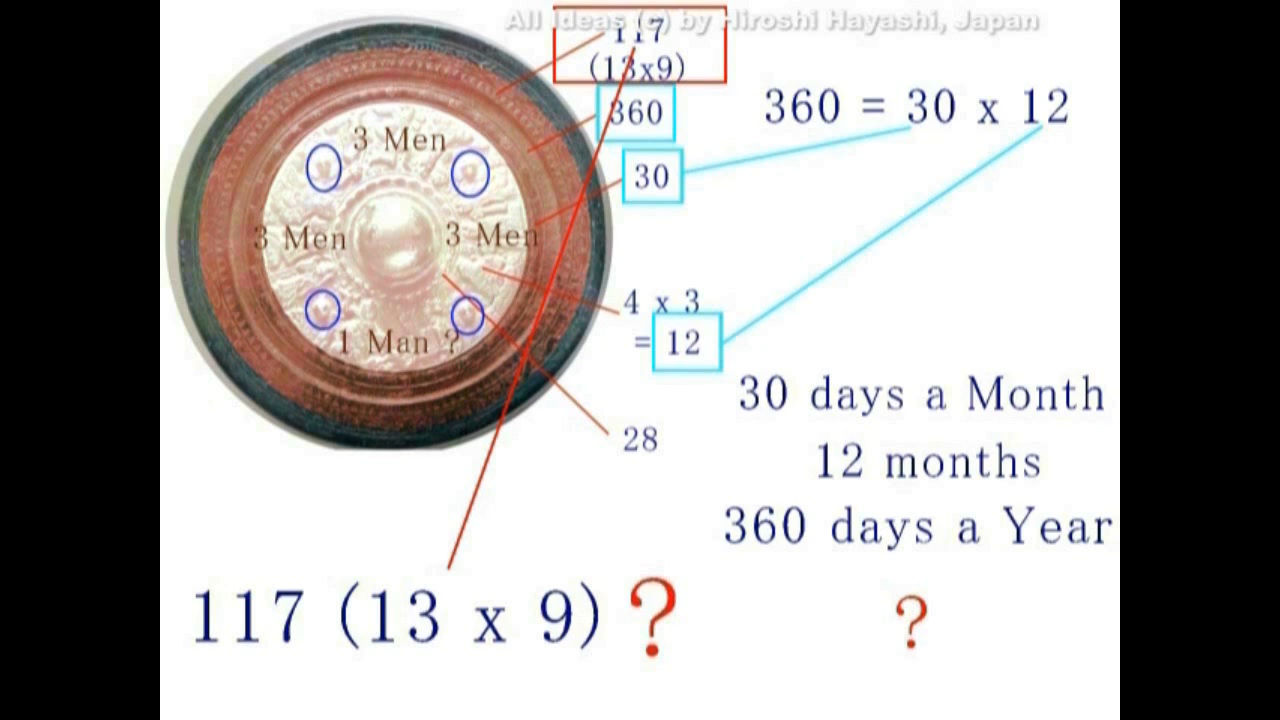 All Ideas (c) by Hiroshi Hayashi, Japan
117
(13x9)
360
360 = 30 x 12
30
3 Men
3 Men
3 Men
1 Man ?
4 x 3
= 12
28
30 days a Month
12 months
360 days a Year
?
117 (13 x 9) ?